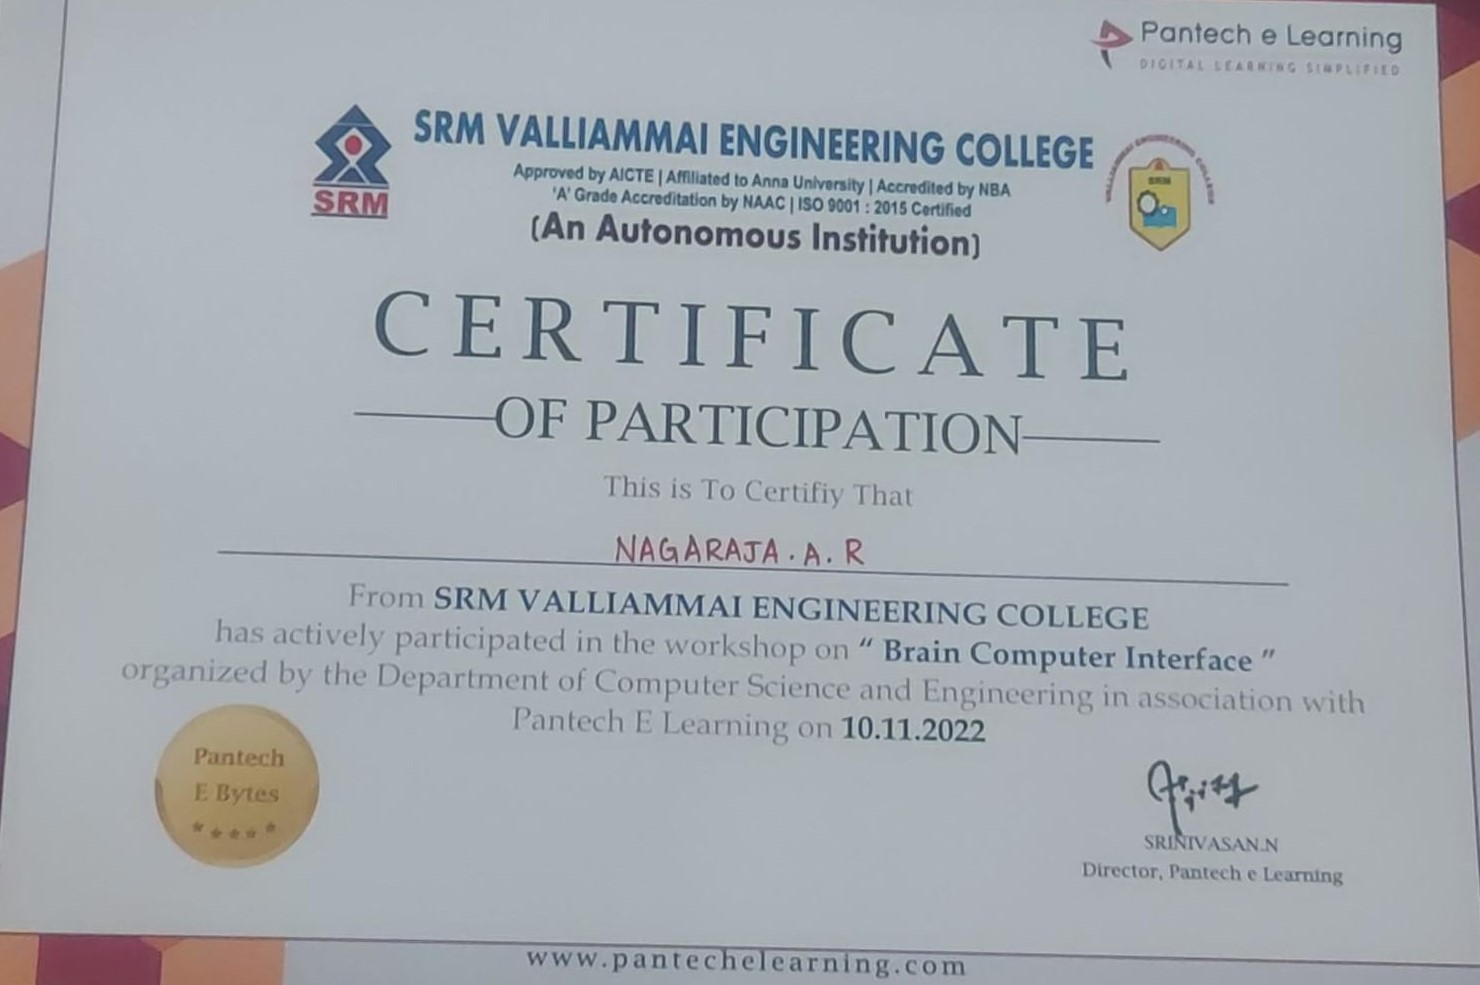 Pantech e Learning
DIGITAL LEARNING SIMPLIFIED
SRM VALLIAMMAI ENGINEERING COLLEGE
Approved by AICTE | Affiliated to Anna University | Accredited by NBA
'A' Grade Accreditation by NAAC | ISO 9001 : 2015 Certified
(An Autonomous Institution)
SRM
VALLIAMMAI ENGINEERING COLLEGE
SRM
CERTIFICATE
OF PARTICIPATION
This is To Certifiy That
NAGARAJA . A . R
From SRM VALLIAMMAI ENGINEERING COLLEGE
has actively participated in the workshop on “ Brain Computer Interface ”
organized by the Department of Computer Science and Engineering in association with
Pantech E Learning on 10.11.2022
Pantech
E Bytes
SRINIVASAN.N
Director, Pantech e Learning
www.pantechelearning.com